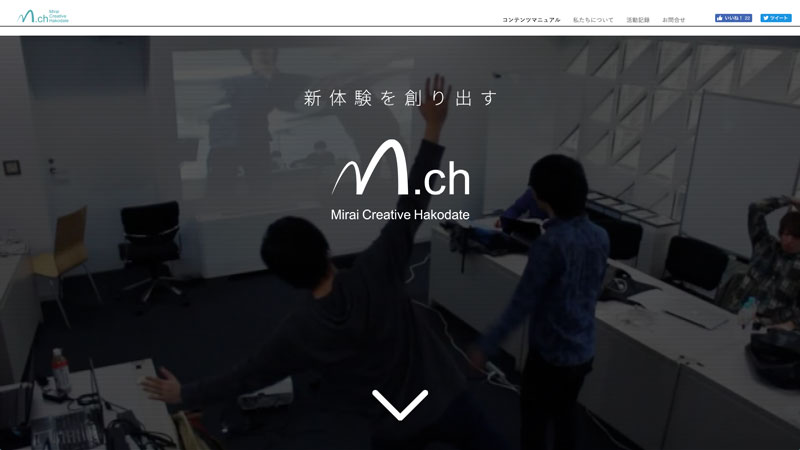 m.ch
Mirai
Creative
Hakodate
コンテンツマニュアル
私たちについて
活動記録
お問合せ
いいね！ 22
ツイート
新体験を創り出す
m.ch
Mirai Creative Hakodate